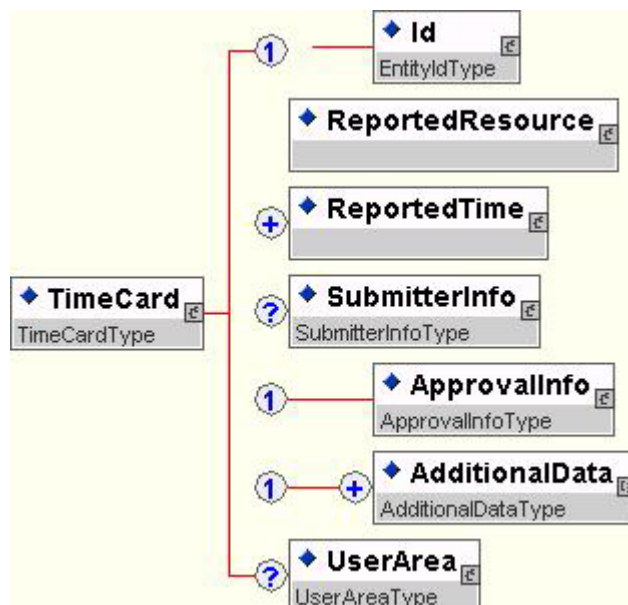 1
Id
EntityIdType
ReportedResource
+
ReportedTime
TimeCard
TimeCardType
?
SubmitterInfo
SubmitterInfoType
1
ApprovalInfo
ApprovalInfoType
1
+
AdditionalData
AdditionalDataType
?
UserArea
UserAreaType